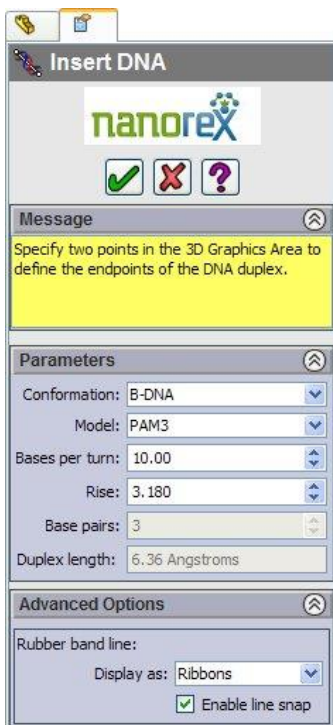 Insert DNA
nanorex
?
Message
Specify two points in the 3D Graphics Area to
define the endpoints of the DNA duplex.
Parameters
Conformation: B-DNA
Model: PAM3
Bases per turn: 10.00
Rise: 3.180
Base pairs: 3
Duplex length: 6.36 Angstroms
Advanced Options
Rubber band line:
Display as: Ribbons
Enable line snap